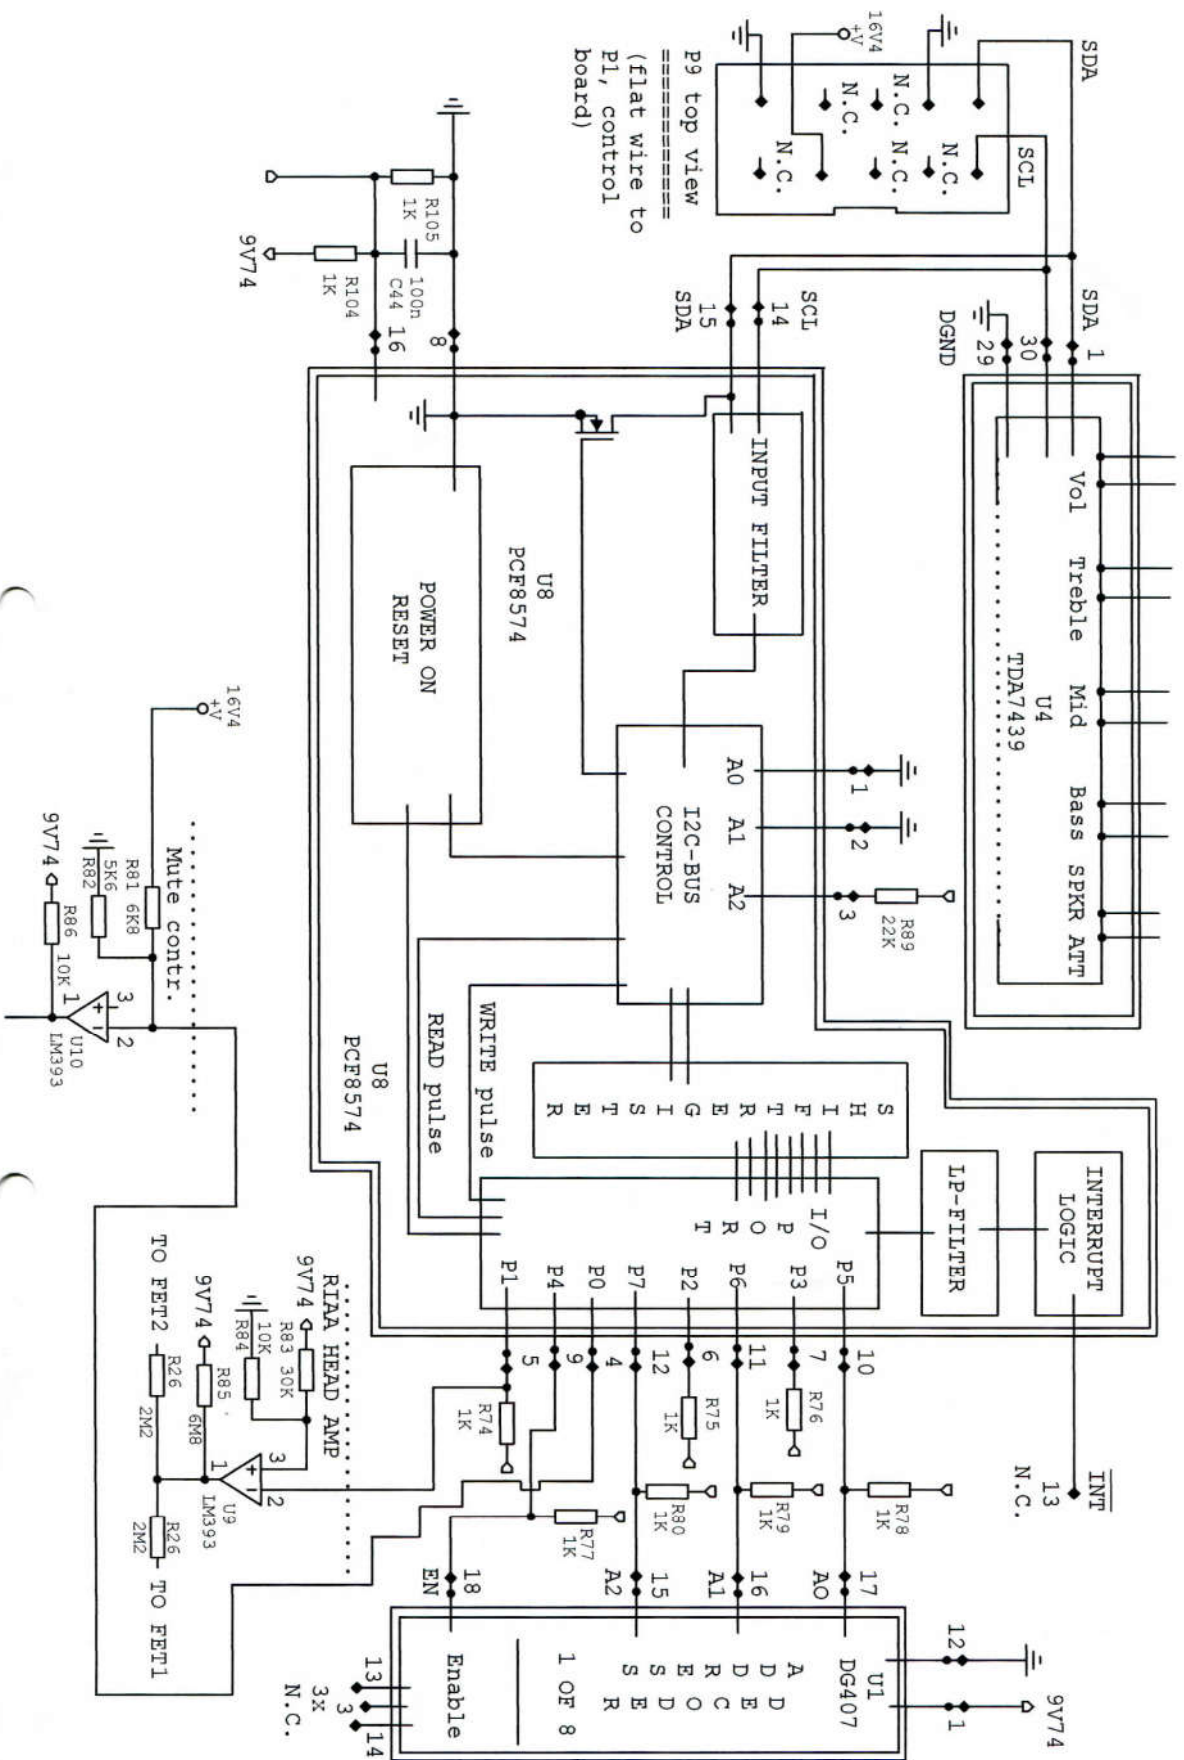 SDA
SCL
16V4
+V
N.C.
N.C.
N.C.
N.C.
N.C.
N.C.
P9 top view
===========
(flat wire to
P1, control
board)
SDA 1
30
29
DGND
Vol Treble Mid Bass SPKR ATT
U4
TDA7439
SCL
14
15
SDA
INPUT FILTER
R105
1K
100n
C44
R104
1K
9V74
8
16
U8
PCF8574
POWER ON
RESET
A0 A1 A2
1
2
3
R89
22K
I2C-BUS
CONTROL
WRITE pulse
READ pulse
U8
PCF8574
SHIFT
REGISTER
I/O
PORT
LP-FILTER
INTERRUPT
LOGIC
INT
13
N.C.
P5
P3
P6
P2
P7
P0
P4
P1
10
7
11
6
12
4
9
5
R76
1K
R75
1K
R74
1K
R78
1K
R79
1K
R80
1K
R77
1K
17
A0
16
A1
15
A2
18
EN
12
1
9V74
U1
DG407
ADDRESS
DECODER
1 OF 8
Enable
13
3
14
3x
N.C.
16V4
+V
Mute contr.
R81 6K8
5K6
R82
9V74
R86
10K
3
2
1
U10
LM393
RIAA HEAD AMP
9V74
R83 30K
10K
R84
9V74
R85
6M8
3
2
1
U9
LM393
TO FET2
R26
2M2
R26
2M2
TO FET1